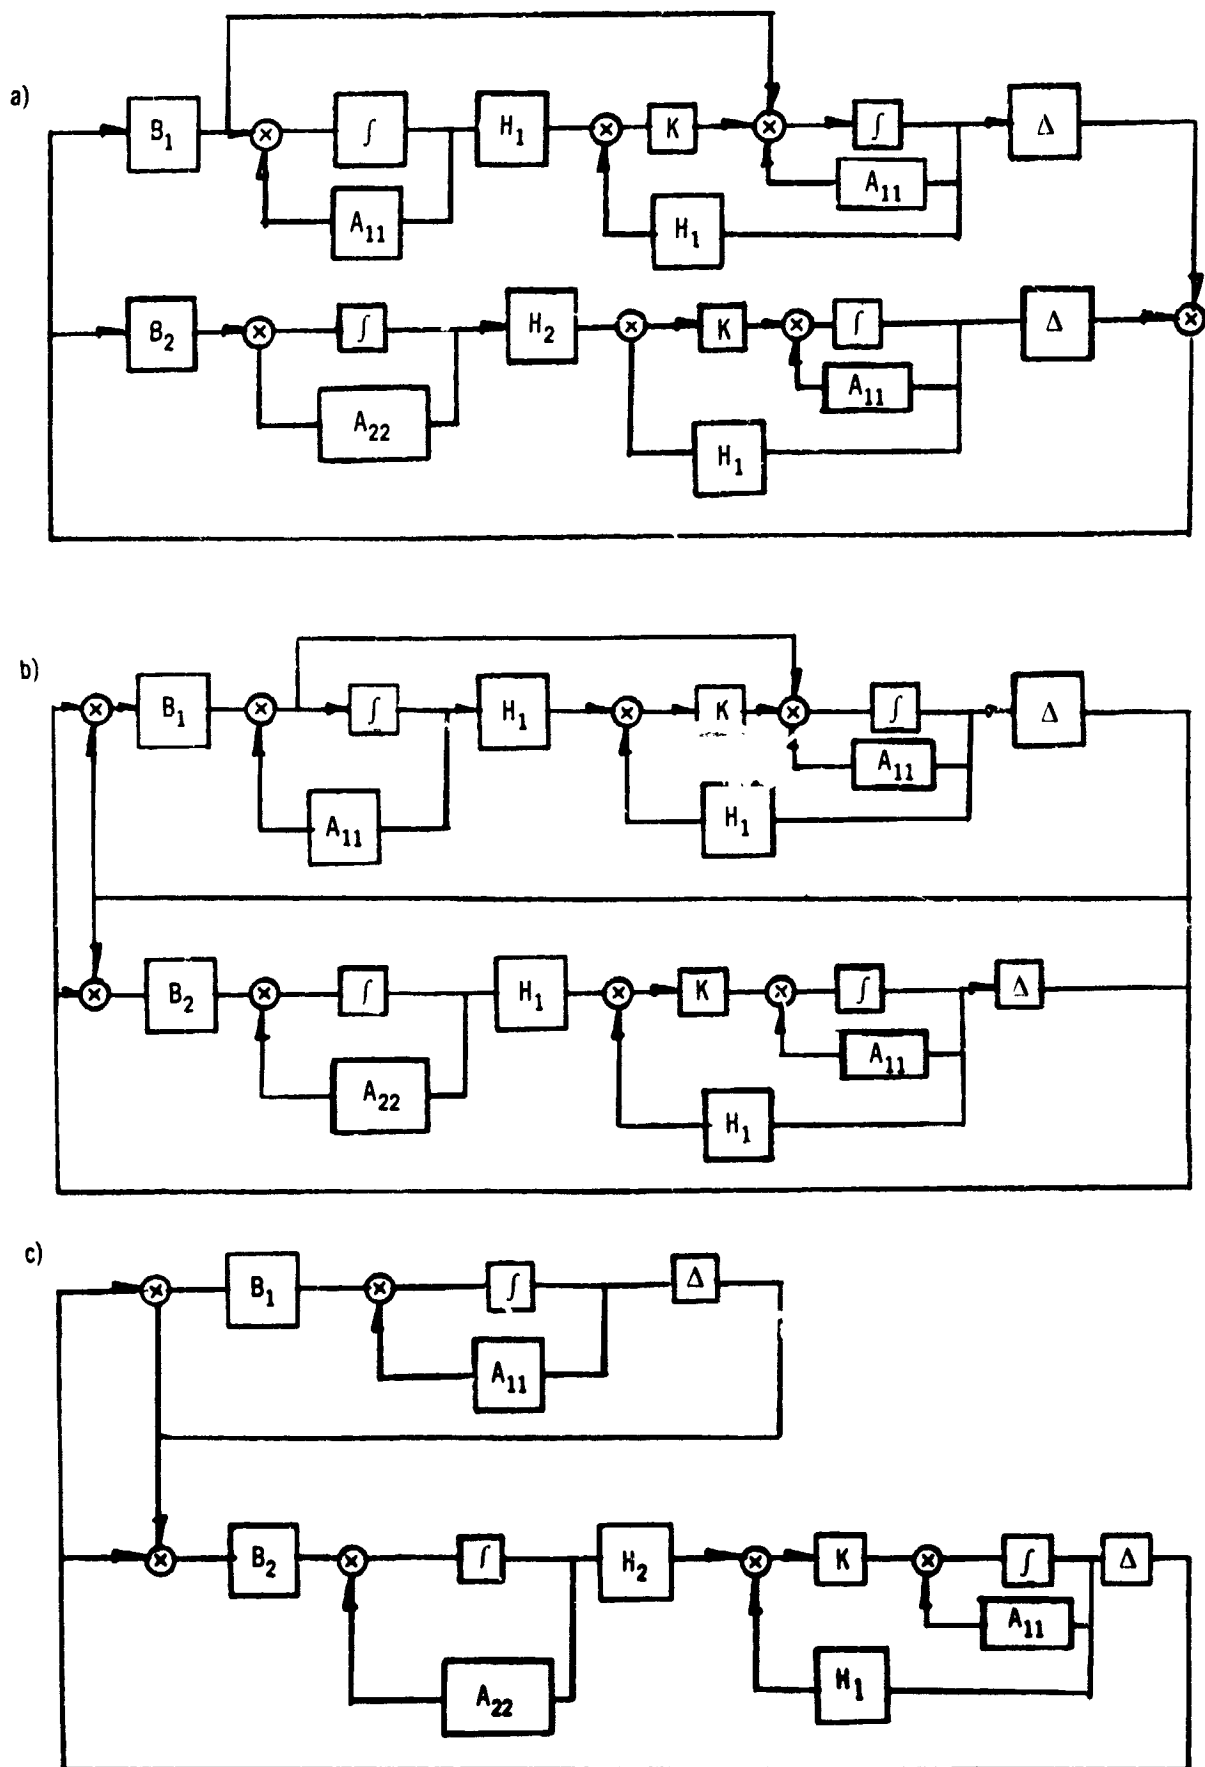 a)
B1 ∫ H1 K ∫ Δ
A11 A11
H1
B2 ∫ H2 K ∫ Δ
A22 A11
H1
b)
B1 ∫ H1 K ∫ Δ
A11
A11 H1
B2 ∫ H1 K ∫ Δ
A11
A22 H1
c)
B1 ∫ Δ
A11
B2 ∫ H2 K ∫ Δ
A11
A22 H1